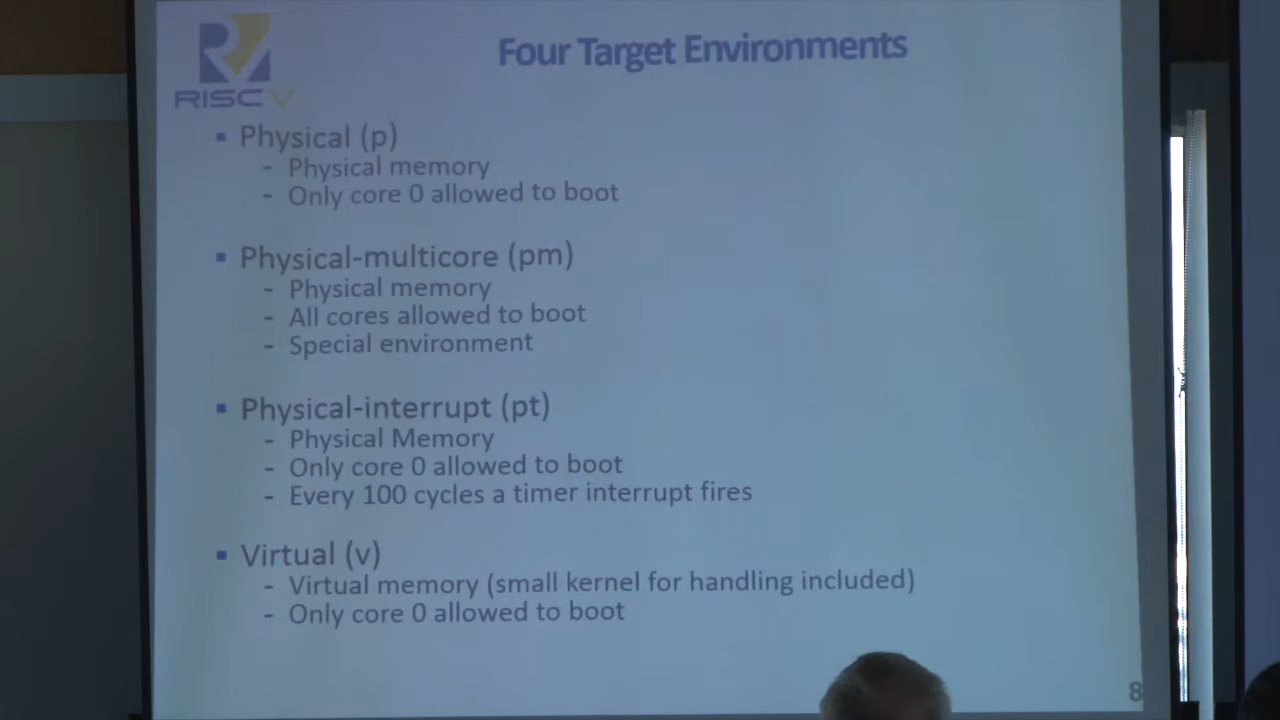 RISC V
Four Target Environments
▪ Physical (p)
- Physical memory
- Only core 0 allowed to boot
▪ Physical-multicore (pm)
- Physical memory
- All cores allowed to boot
- Special environment
▪ Physical-interrupt (pt)
- Physical Memory
- Only core 0 allowed to boot
- Every 100 cycles a timer interrupt fires
▪ Virtual (v)
- Virtual memory (small kernel for handling included)
- Only core 0 allowed to boot
8